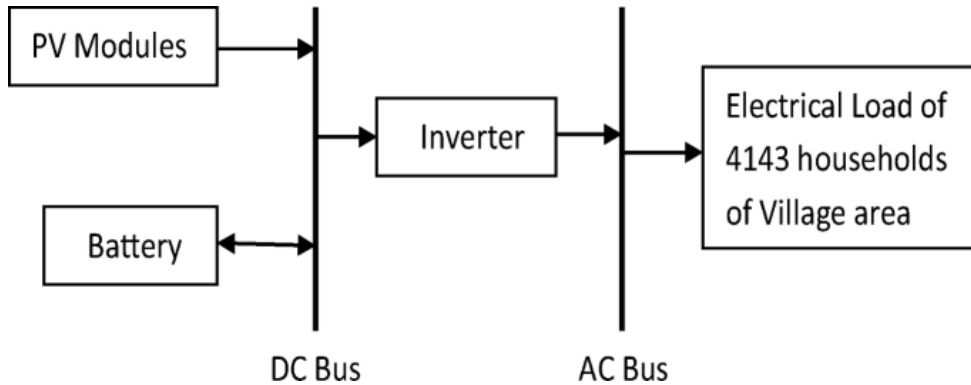 PV Modules
Inverter
Electrical Load of
4143 households
of Village area
Battery
DC Bus
AC Bus